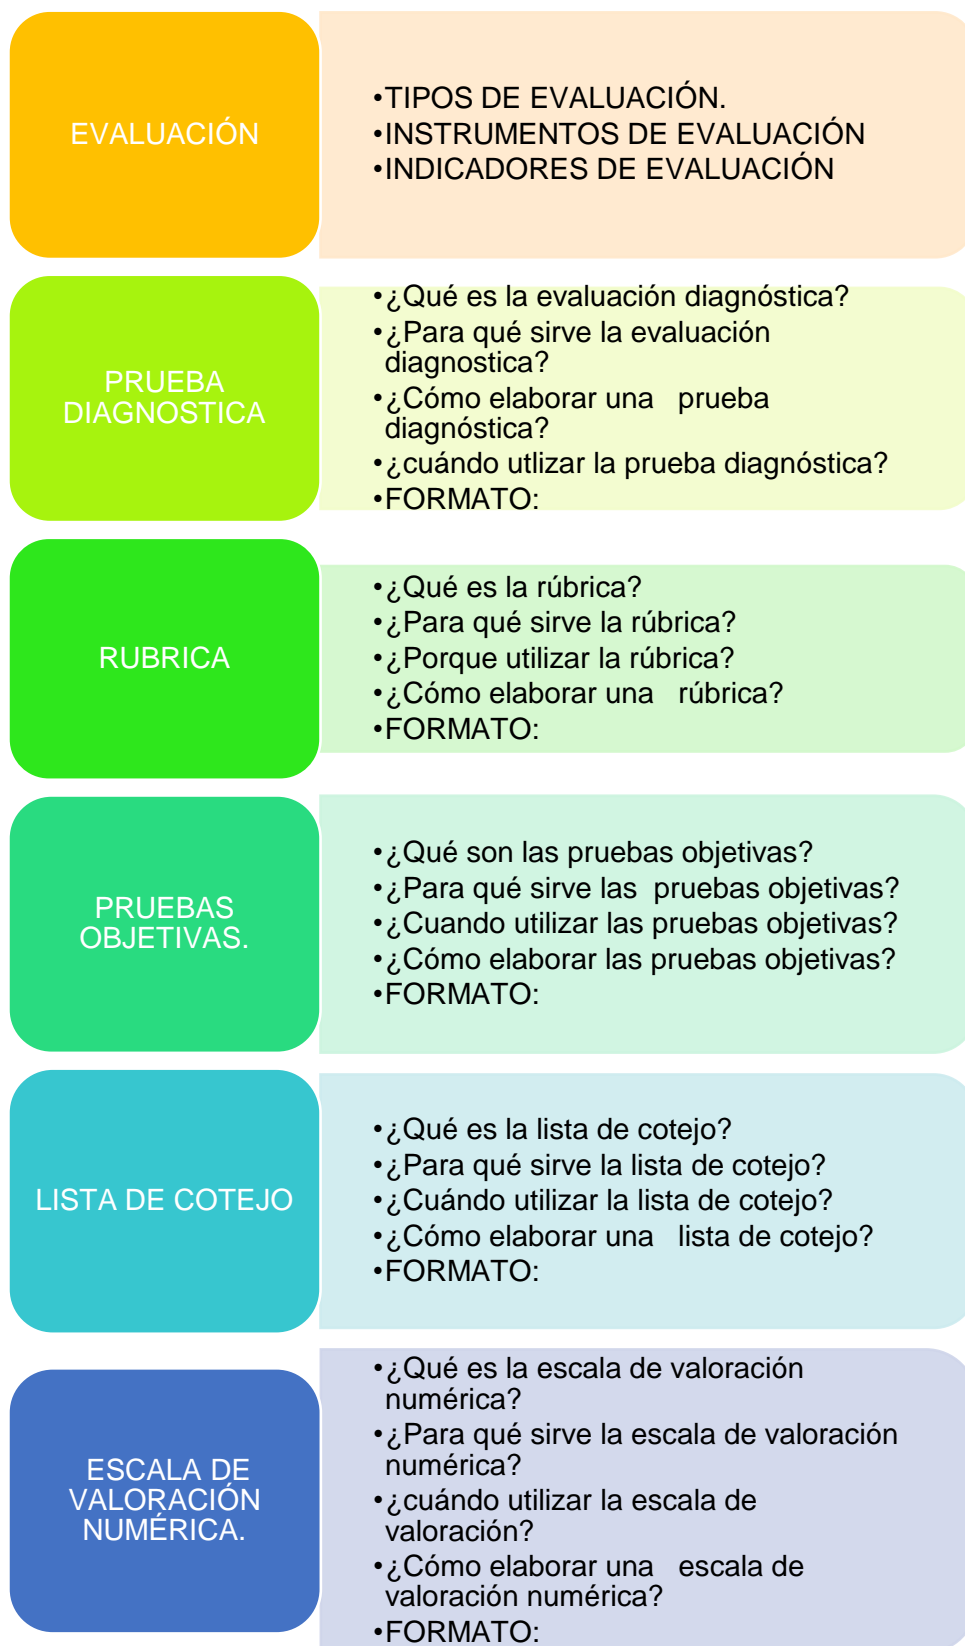 EVALUACIÓN
•TIPOS DE EVALUACIÓN.
•INSTRUMENTOS DE EVALUACIÓN
•INDICADORES DE EVALUACIÓN
PRUEBA
DIAGNOSTICA
•¿Qué es la evaluación diagnóstica?
•¿Para qué sirve la evaluación
diagnostica?
•¿Cómo elaborar una prueba
diagnóstica?
•¿cuándo utlizar la prueba diagnóstica?
•FORMATO:
RUBRICA
•¿Qué es la rúbrica?
•¿Para qué sirve la rúbrica?
•¿Porque utilizar la rúbrica?
•¿Cómo elaborar una rúbrica?
•FORMATO:
PRUEBAS
OBJETIVAS.
•¿Qué son las pruebas objetivas?
•¿Para qué sirve las pruebas objetivas?
•¿Cuando utilizar las pruebas objetivas?
•¿Cómo elaborar las pruebas objetivas?
•FORMATO:
LISTA DE COTEJO
•¿Qué es la lista de cotejo?
•¿Para qué sirve la lista de cotejo?
•¿Cuándo utilizar la lista de cotejo?
•¿Cómo elaborar una lista de cotejo?
•FORMATO:
ESCALA DE
VALORACIÓN
NUMÉRICA.
•¿Qué es la escala de valoración
numérica?
•¿Para qué sirve la escala de valoración
numérica?
•¿cuándo utilizar la escala de
valoración?
•¿Cómo elaborar una escala de
valoración numérica?
•FORMATO: